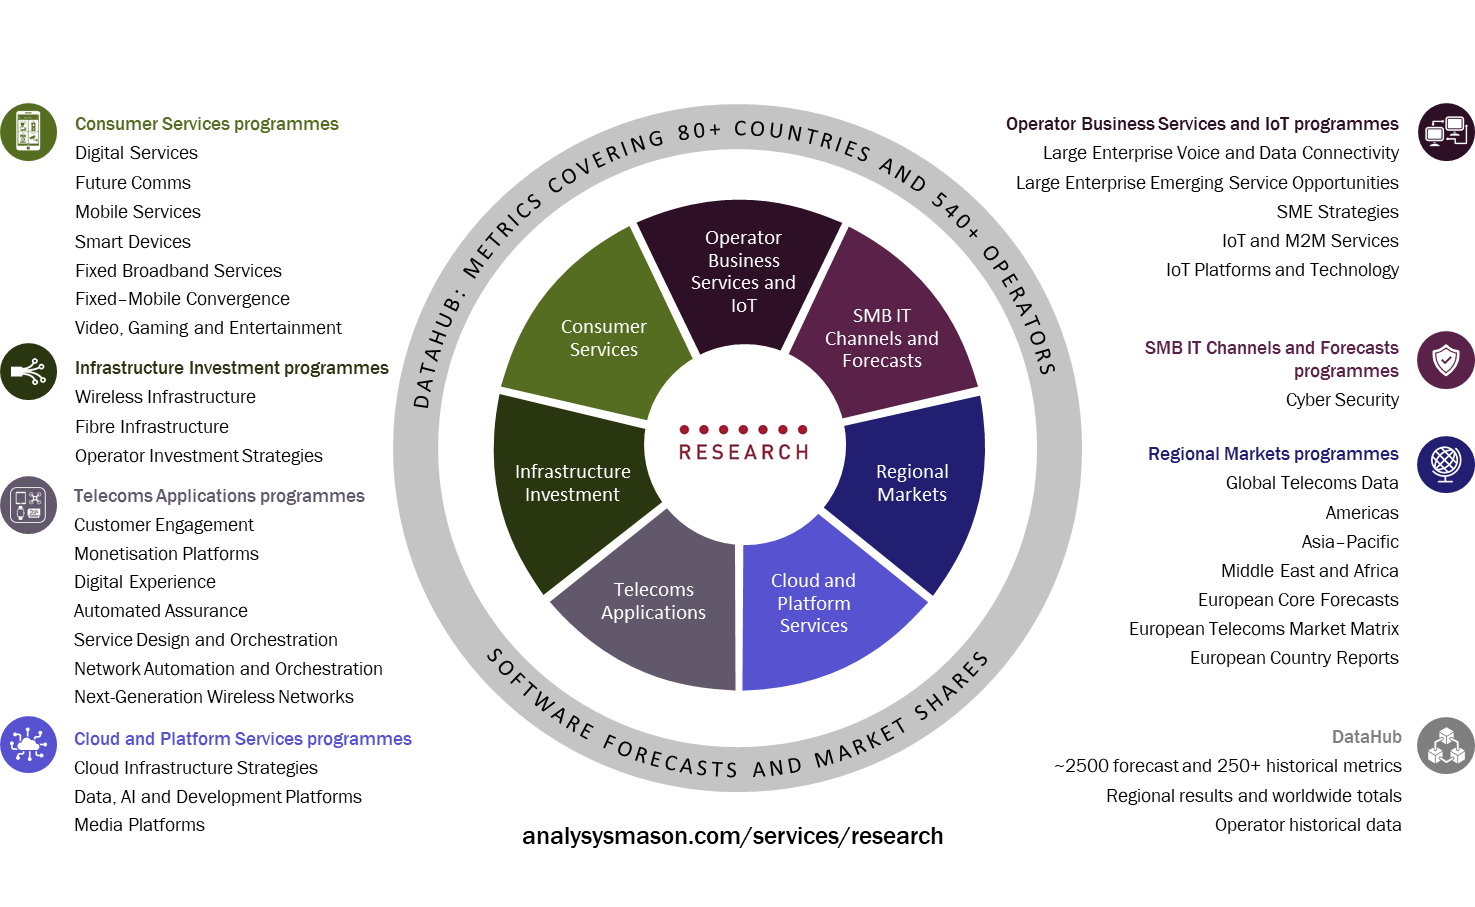 Consumer Services programmes
Digital Services
Future Comms
Mobile Services
Smart Devices
Fixed Broadband Services
Fixed–Mobile Convergence
Video, Gaming and Entertainment
Infrastructure Investment programmes
Wireless Infrastructure
Fibre Infrastructure
Operator Investment Strategies
Telecoms Applications programmes
Customer Engagement
Monetisation Platforms
Digital Experience
Automated Assurance
Service Design and Orchestration
Network Automation and Orchestration
Next-Generation Wireless Networks
Cloud and Platform Services programmes
Cloud Infrastructure Strategies
Data, AI and Development Platforms
Media Platforms
DATAHUB: METRICS COVERING 80+ COUNTRIES AND 540+ OPERATORS
Operator
Business
Services and
IoT
SMB IT
Channels and
Forecasts
Regional
Markets
Cloud and
Platform
Services
Telecoms
Applications
Infrastructure
Investment
Consumer
Services
RESEARCH
SOFTWARE FORECASTS AND MARKET SHARES
analysysmason.com/services/research
Operator Business Services and IoT programmes
Large Enterprise Voice and Data Connectivity
Large Enterprise Emerging Service Opportunities
SME Strategies
IoT and M2M Services
IoT Platforms and Technology
SMB IT Channels and Forecasts
programmes
Cyber Security
Regional Markets programmes
Global Telecoms Data
Americas
Asia–Pacific
Middle East and Africa
European Core Forecasts
European Telecoms Market Matrix
European Country Reports
DataHub
~2500 forecast and 250+ historical metrics
Regional results and worldwide totals
Operator historical data